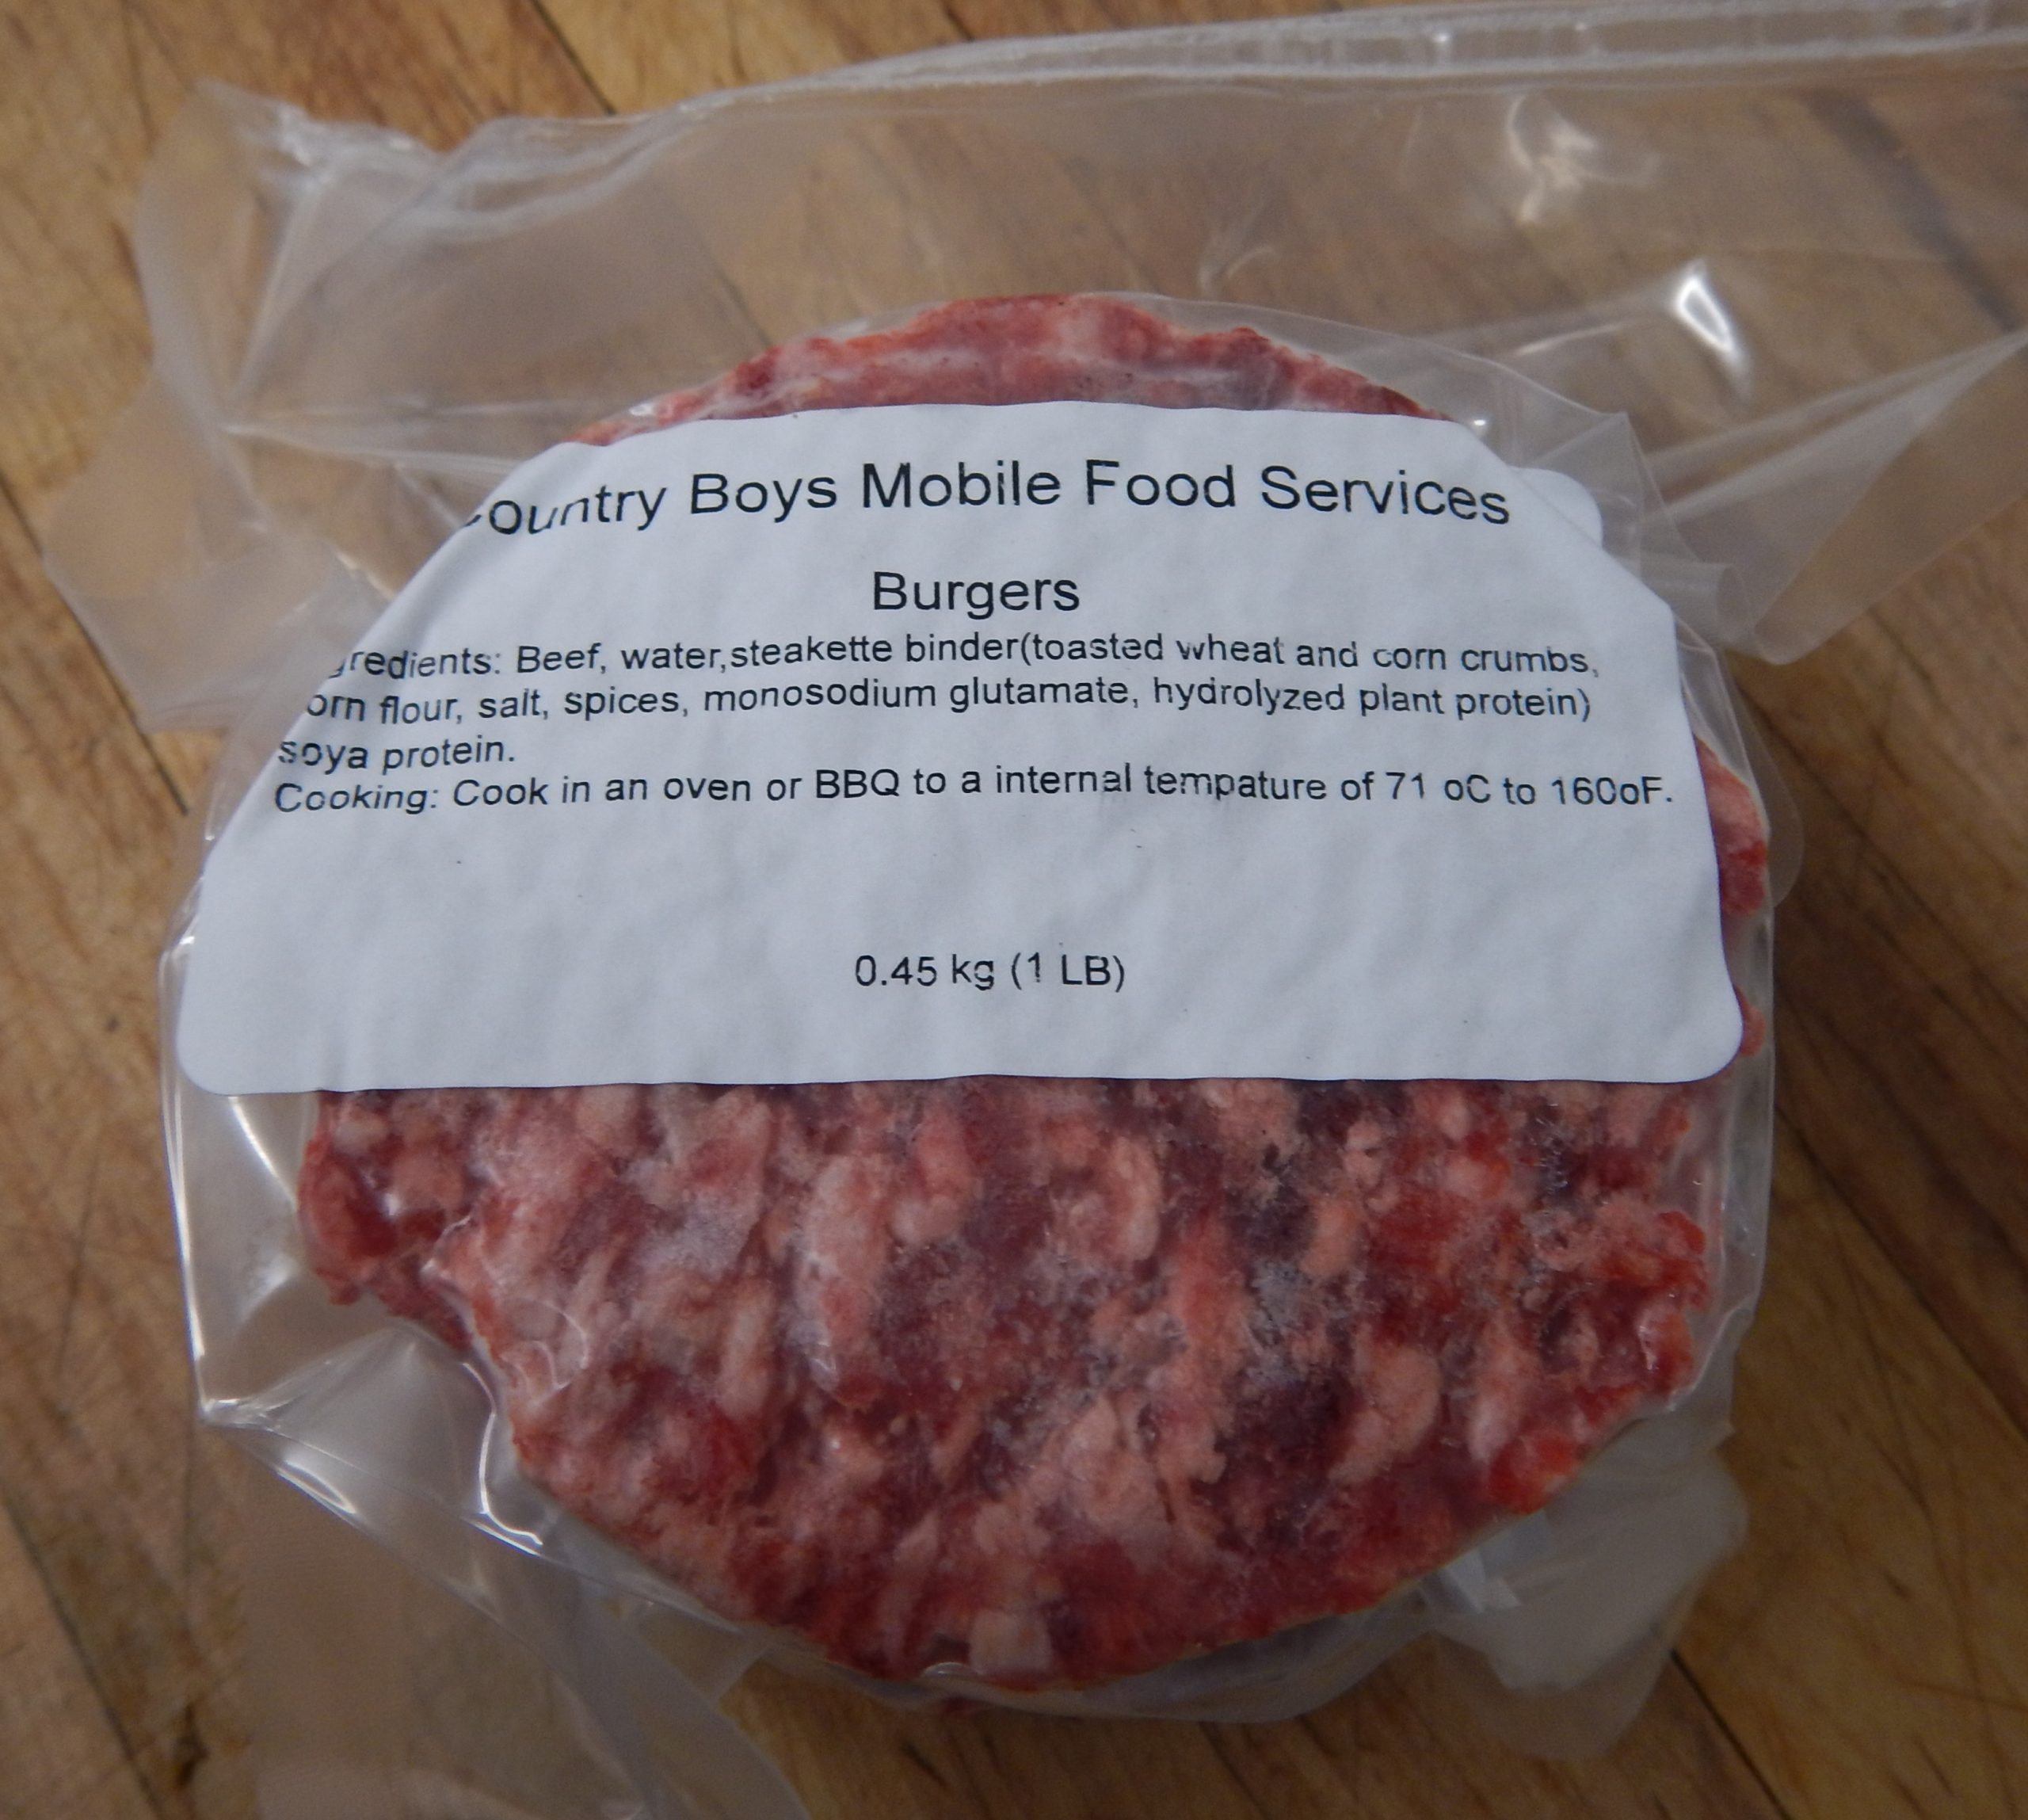 Country Boys Mobile Food Services
Burgers
gredients: Beef, water,steakette binder(toasted wheat and corn crumbs,
orn flour, salt, spices, monosodium glutamate, hydrolyzed plant protein)
soya protein.
Cooking: Cook in an oven or BBQ to a internal tempature of 71 oC to 160oF.
0.45 kg (1 LB)